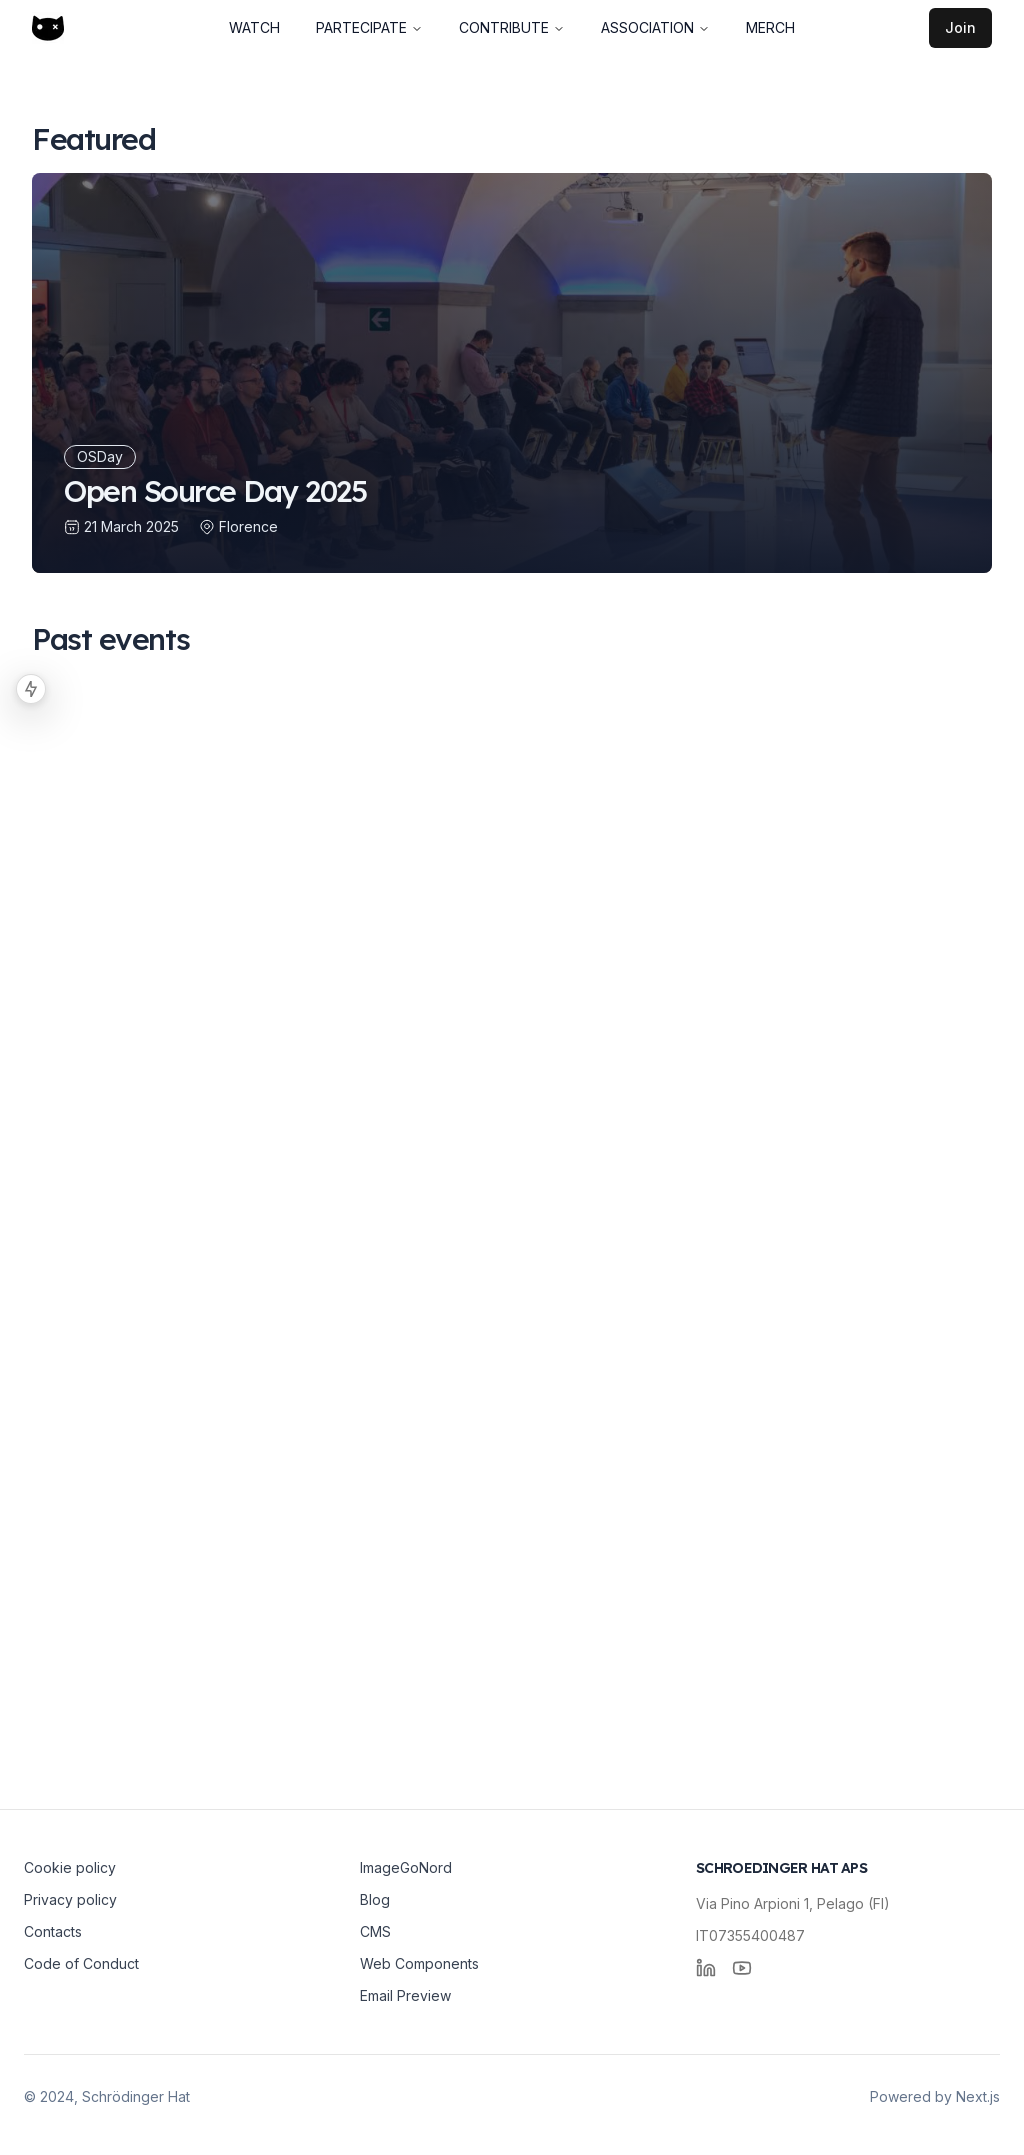 WATCH PARTECIPATE CONTRIBUTE ASSOCIATION MERCH Join
Featured
OSDay
Open Source Day 2025
21 March 2025 Florence
Past events
Cookie policy
Privacy policy
Contacts
Code of Conduct
ImageGoNord
Blog
CMS
Web Components
Email Preview
SCHROEDINGER HAT APS
Via Pino Arpioni 1, Pelago (FI)
IT07355400487
© 2024, Schrödinger Hat
Powered by Next.js